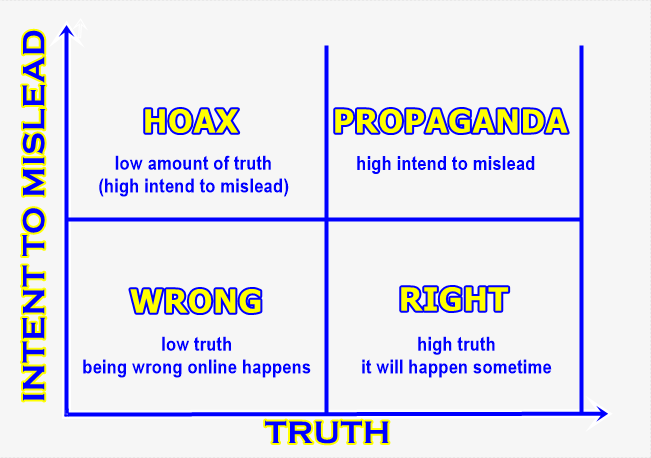 INTENT TO MISLEAD
HOAX
low amount of truth
(high intend to mislead)
PROPAGANDA
high intend to mislead
WRONG
low truth
being wrong online happens
RIGHT
high truth
it will happen sometime
TRUTH